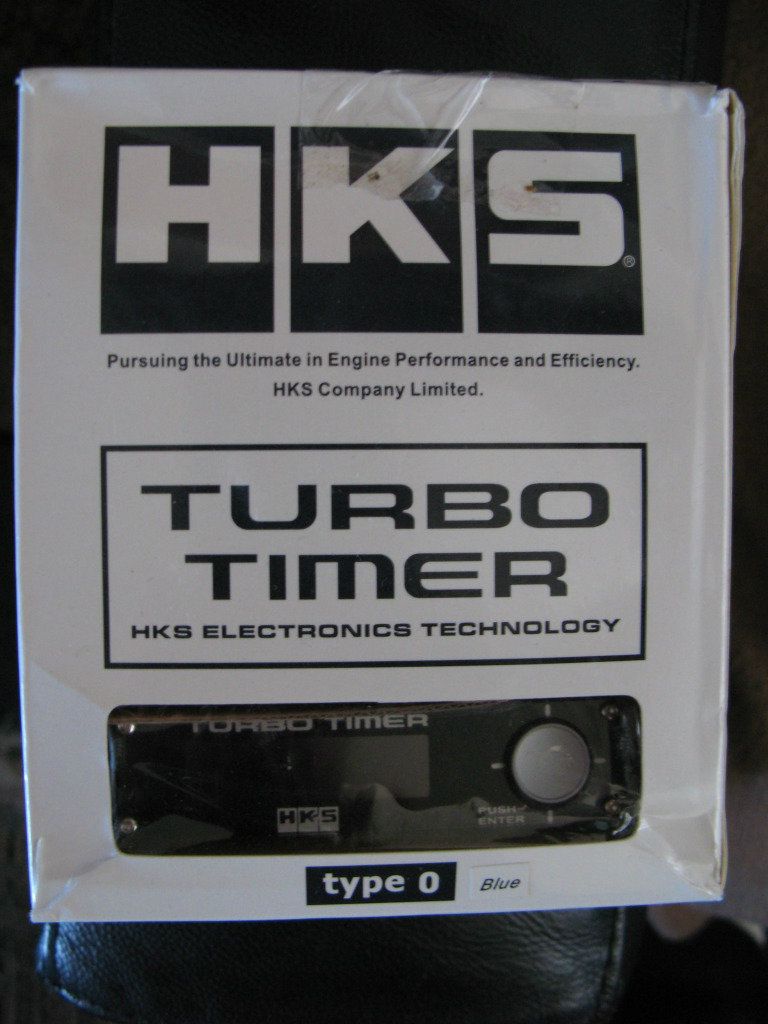 HKS®
Pursuing the Ultimate in Engine Performance and Efficiency.
HKS Company Limited.
TURBO
TIMER
HKS ELECTRONICS TECHNOLOGY
TURBO TIMER
HKS
PUSH
ENTER
type 0
Blue